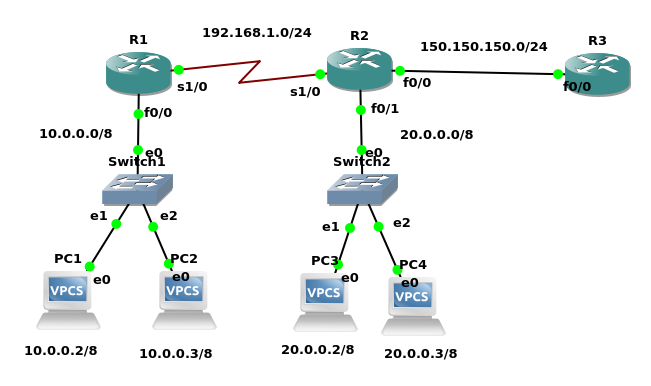 192.168.1.0/24
R1
R2
R3
150.150.150.0/24
s1/0
s1/0
f0/0
f0/0
f0/0
f0/1
10.0.0.0/8
20.0.0.0/8
e0
e0
Switch1
Switch2
e1
e2
e1
e2
PC1
PC2
PC3
PC4
e0
e0
e0
e0
VPCS
VPCS
VPCS
VPCS
10.0.0.2/8
10.0.0.3/8
20.0.0.2/8
20.0.0.3/8